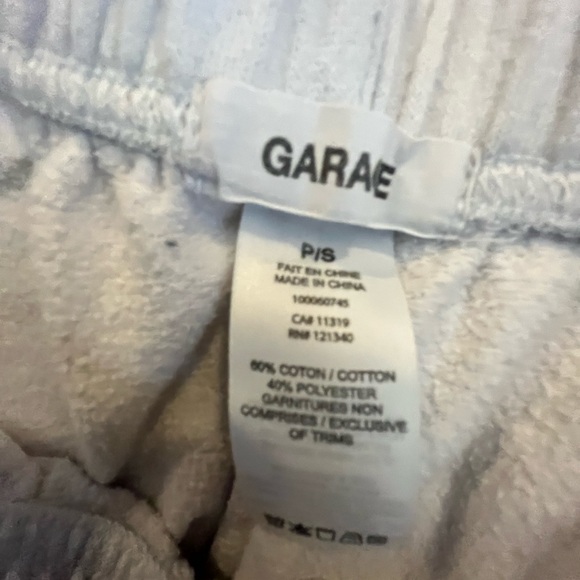 GARAGE
P/S
FAIT EN CHINE
MADE IN CHINA
100060745
CA# 11319
RN# 121340
60% COTON / COTTON
40% POLYESTER
GARNITURES NON
COMPRISES / EXCLUSIVE
OF TRIMS